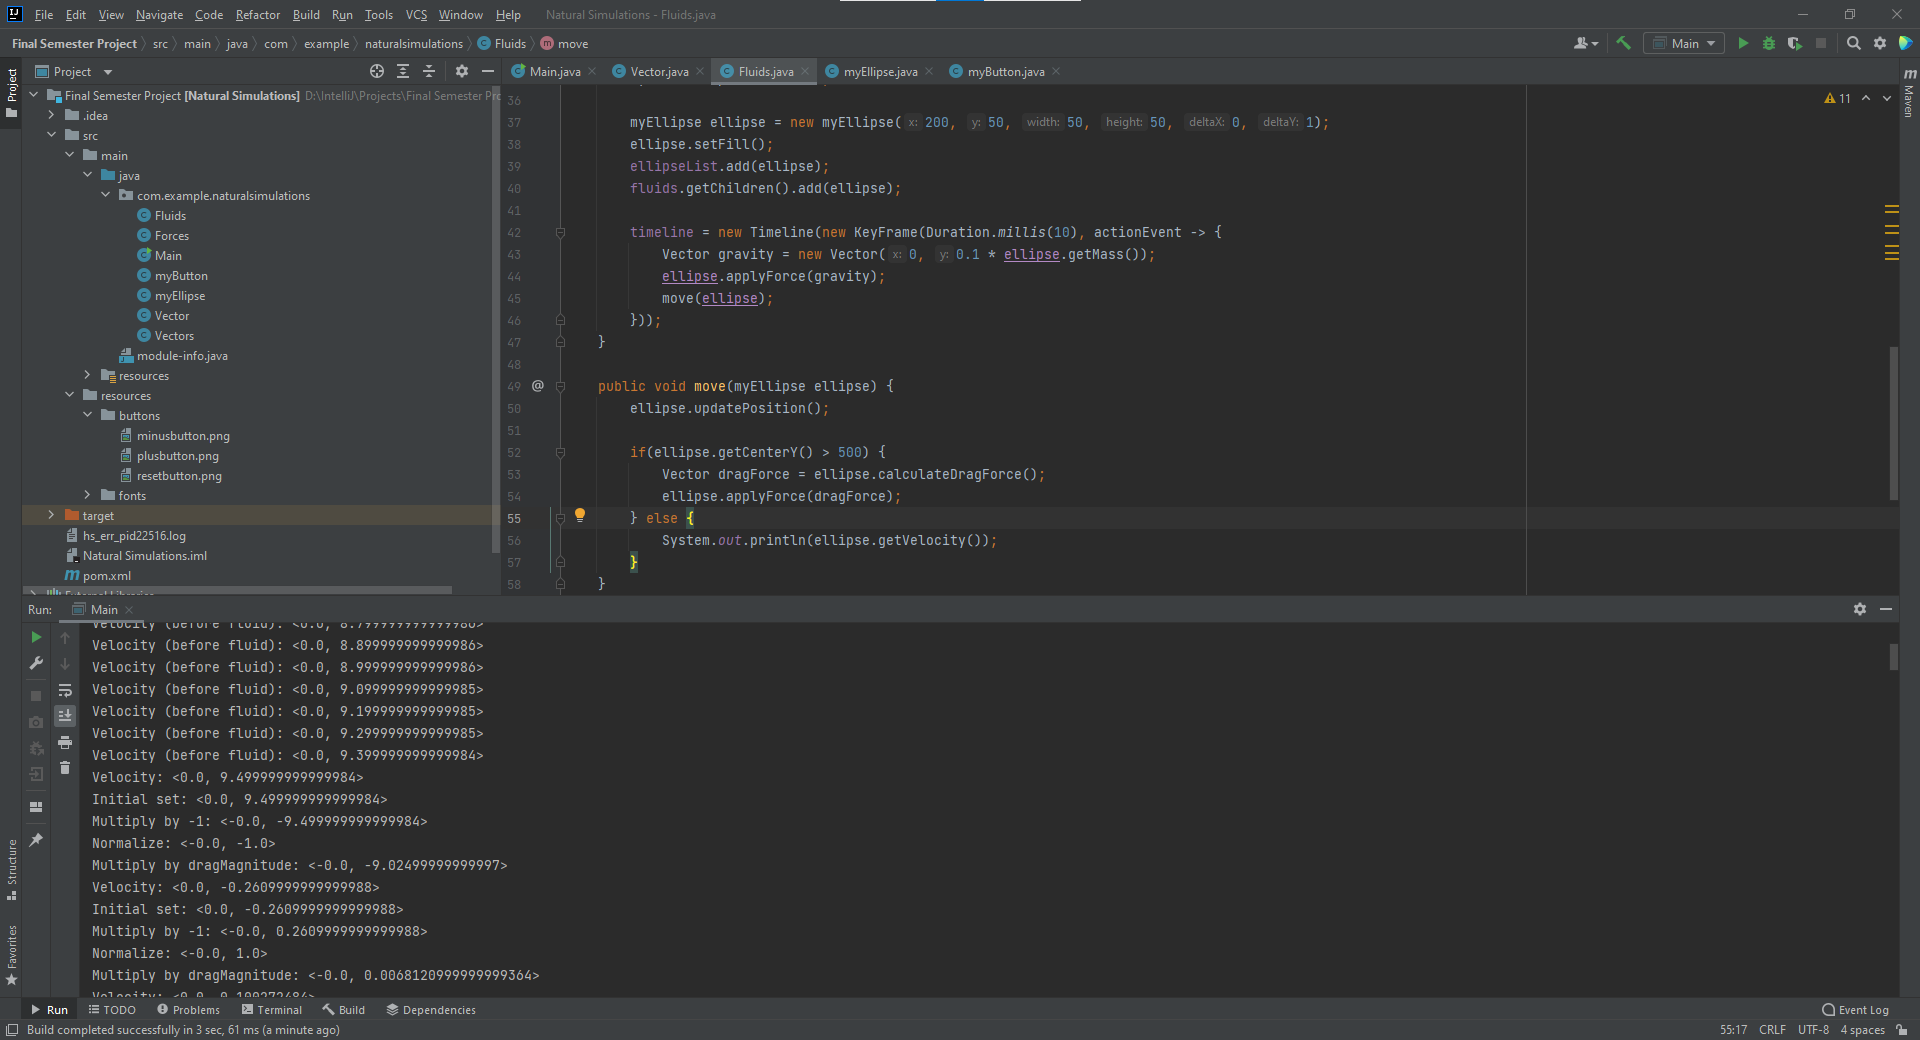 File Edit View Navigate Code Refactor Build Run Tools VCS Window Help Natural Simulations - Fluids.java
Final Semester Project src main java com example naturalsimulations Fluids move Main
Project Main.java Vector.java Fluids.java myEllipse.java myButton.java
Project
Maven
Final Semester Project [Natural Simulations] D:\IntelliJ\Projects\Final Semester Pro
.idea
src
main
java
com.example.naturalsimulations
Fluids
Forces
Main
myButton
myEllipse
Vector
Vectors
module-info.java
resources
resources
buttons
minusbutton.png
plusbutton.png
resetbutton.png
fonts
target
hs_err_pid22516.log
Natural Simulations.iml
pom.xml
External Libraries
11
36
37 myEllipse ellipse = new myEllipse( x: 200, y: 50, width: 50, height: 50, deltaX: 0, deltaY: 1);
38 ellipse.setFill();
39 ellipseList.add(ellipse);
40 fluids.getChildren().add(ellipse);
41
42 timeline = new Timeline(new KeyFrame(Duration.millis(10), actionEvent -> {
43 Vector gravity = new Vector( x: 0, y: 0.1 * ellipse.getMass());
44 ellipse.applyForce(gravity);
45 move(ellipse);
46 }));
47 }
48
49 @ public void move(myEllipse ellipse) {
50 ellipse.updatePosition();
51
52 if(ellipse.getCenterY() > 500) {
53 Vector dragForce = ellipse.calculateDragForce();
54 ellipse.applyForce(dragForce);
55 } else {
56 System.out.println(ellipse.getVelocity());
57 }
58 }
Run: Main
Velocity (before fluid): <0.0, 8.799999999999986>
Velocity (before fluid): <0.0, 8.899999999999986>
Velocity (before fluid): <0.0, 8.999999999999986>
Velocity (before fluid): <0.0, 9.099999999999985>
Velocity (before fluid): <0.0, 9.199999999999985>
Velocity (before fluid): <0.0, 9.299999999999985>
Velocity (before fluid): <0.0, 9.399999999999984>
Velocity: <0.0, 9.499999999999984>
Initial set: <0.0, 9.499999999999984>
Multiply by -1: <-0.0, -9.499999999999984>
Normalize: <-0.0, -1.0>
Multiply by dragMagnitude: <-0.0, -9.02499999999997>
Velocity: <0.0, -0.2609999999999988>
Initial set: <0.0, -0.2609999999999988>
Multiply by -1: <-0.0, 0.2609999999999988>
Normalize: <-0.0, 1.0>
Multiply by dragMagnitude: <-0.0, 0.0068120999999999364>
Velocity: <0.0, 0.100272484>
Structure
Favorites
Run TODO Problems Terminal Build Dependencies Event Log
Build completed successfully in 3 sec, 61 ms (a minute ago) 55:17 CRLF UTF-8 4 spaces